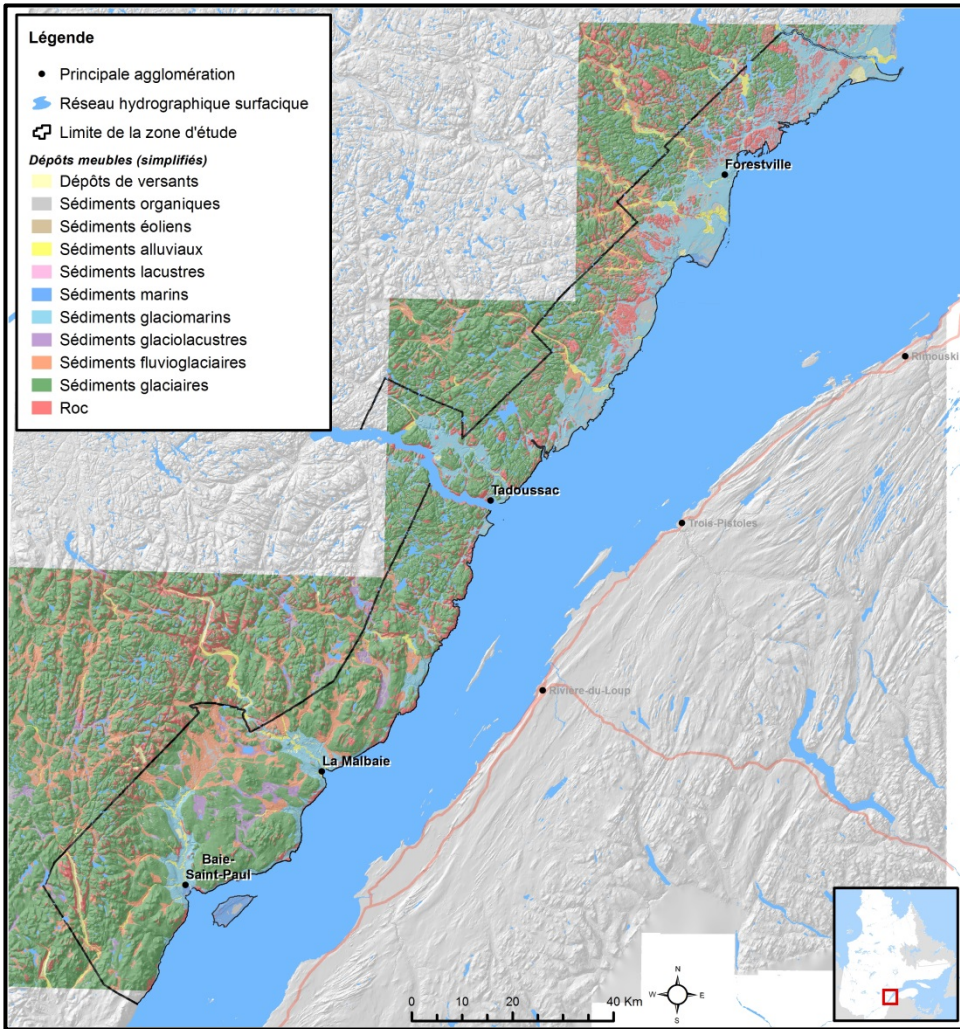 Légende
Principale agglomération
Réseau hydrographique surfacique
Limite de la zone d'étude
Dépôts meubles (simplifiés)
Dépôts de versants
Sédiments organiques
Sédiments éoliens
Sédiments alluviaux
Sédiments lacustres
Sédiments marins
Sédiments glaciomarins
Sédiments glaciolacustres
Sédiments fluvioglaciaires
Sédiments glaciaires
Roc
Forestville
Rimouski
Tadoussac
Trois-Pistoles
Rivière-du-Loup
La Malbaie
Baie-
Saint-Paul
N
W E
S
0 20 40 Km